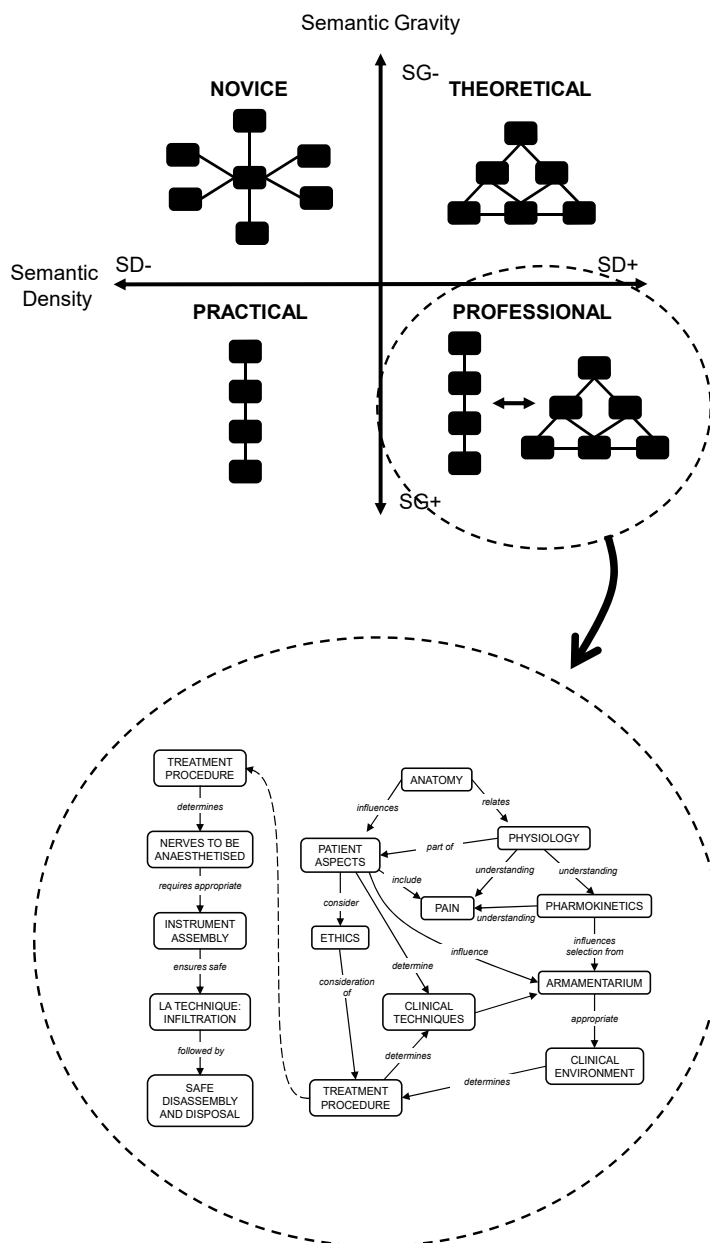 Semantic Gravity
SG-
NOVICE
THEORETICAL
Semantic
Density
SD-
SD+
PRACTICAL
PROFESSIONAL
SG+
TREATMENT
PROCEDURE
determines
NERVES TO BE
ANAESTHETISED
requires appropriate
INSTRUMENT
ASSEMBLY
ensures safe
LA TECHNIQUE:
INFILTRATION
followed by
SAFE
DISASSEMBLY
AND DISPOSAL
ANATOMY
influences
relates
PHYSIOLOGY
PATIENT
ASPECTS
part of
understanding
understanding
include
PAIN
PHARMOKINETICS
understanding
consider
ETHICS
influences
selection from
influence
determine
consideration
of
ARMAMENTARIUM
CLINICAL
TECHNIQUES
appropriate
determines
CLINICAL
ENVIRONMENT
determines
TREATMENT
PROCEDURE